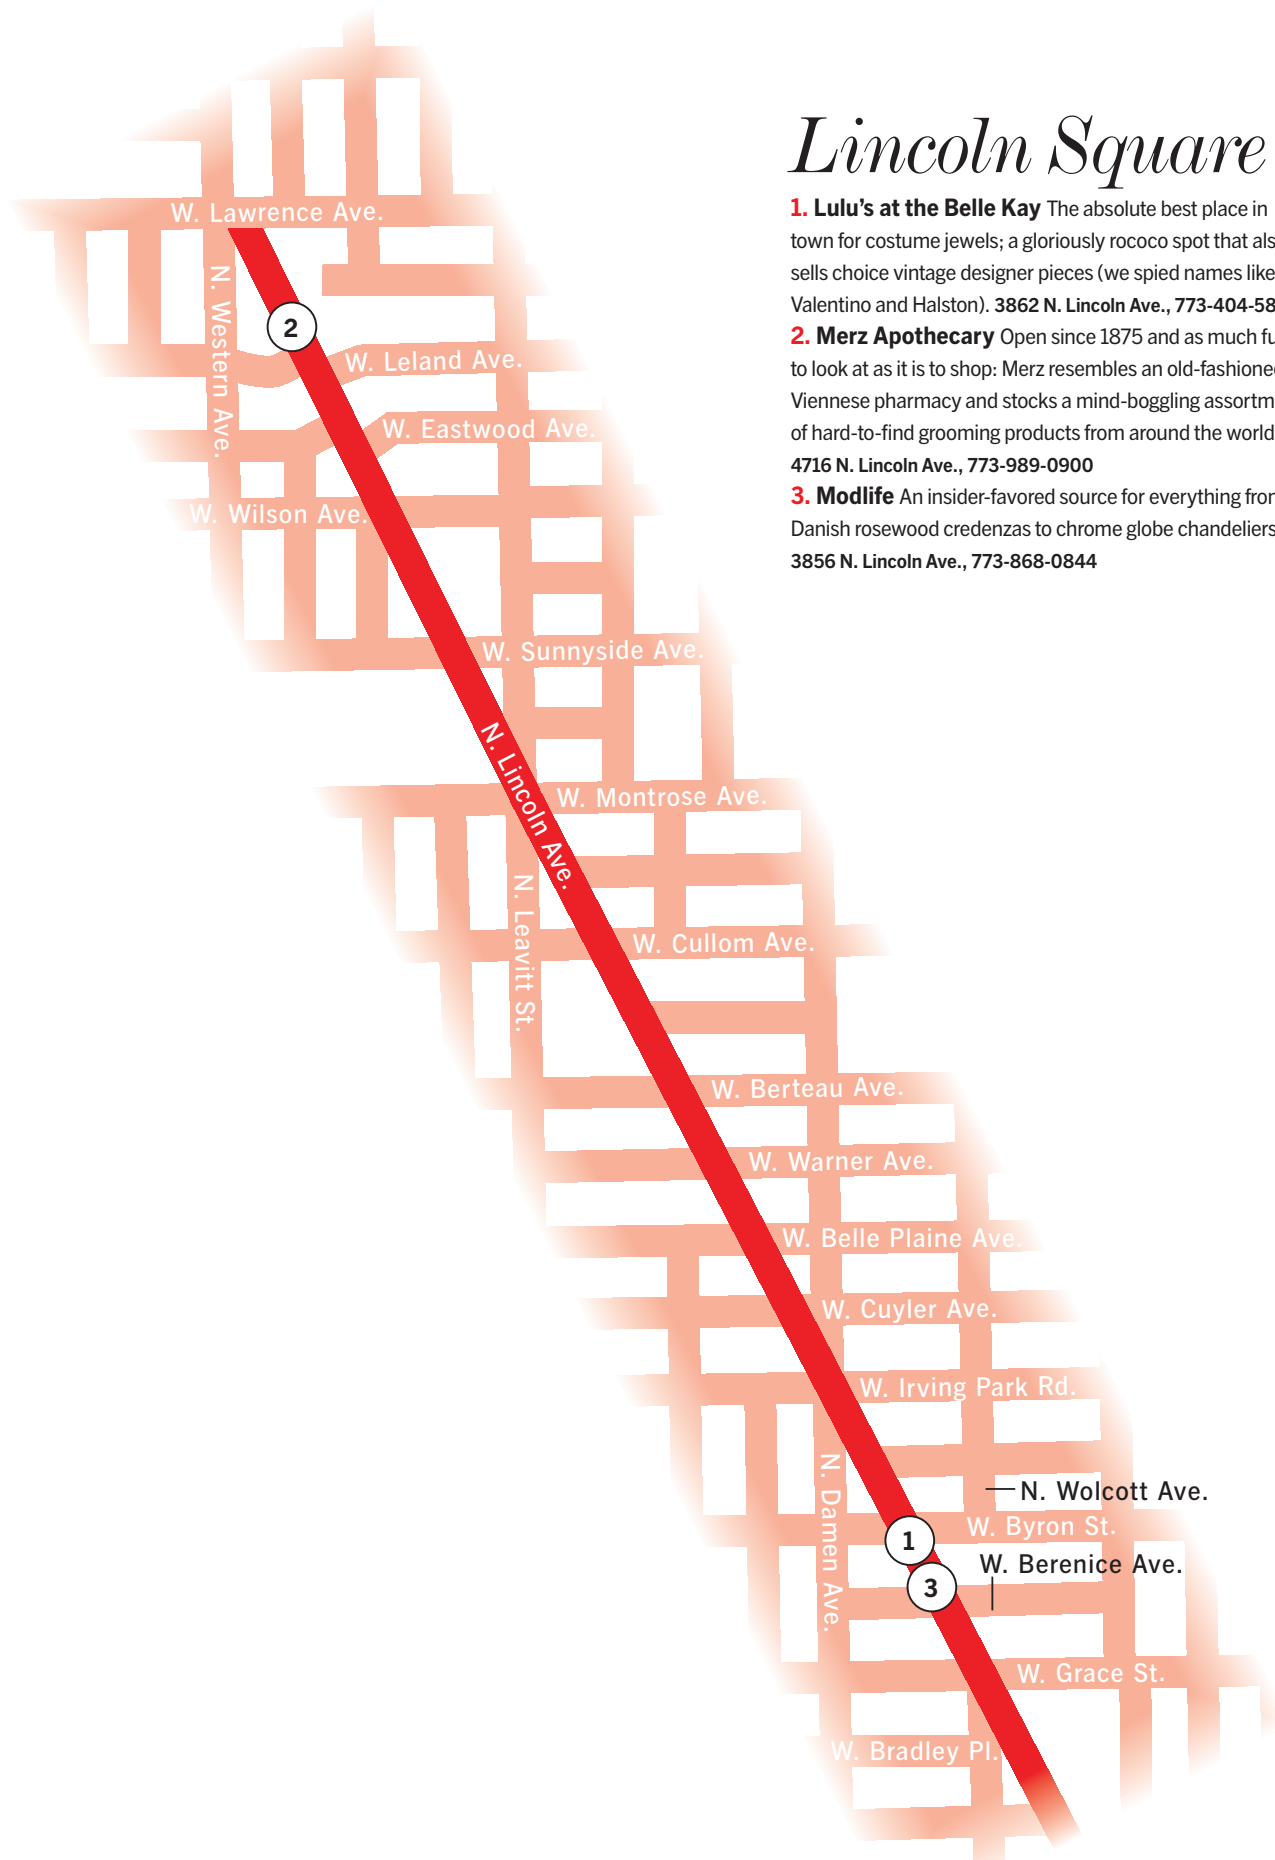 Lincoln Square
1. Lulu's at the Belle Kay The absolute best place in
town for costume jewels; a gloriously rococo spot that als
sells choice vintage designer pieces (we spied names like
Valentino and Halston). 3862 N. Lincoln Ave., 773-404-58
2. Merz Apothecary Open since 1875 and as much fu
to look at as it is to shop: Merz resembles an old-fashioned
Viennese pharmacy and stocks a mind-boggling assortm
of hard-to-find grooming products from around the world
4716 N. Lincoln Ave., 773-989-0900
3. Modlife An insider-favored source for everything from
Danish rosewood credenzas to chrome globe chandeliers
3856 N. Lincoln Ave., 773-868-0844
W. Lawrence Ave.
N. Western Ave.
2
W. Leland Ave.
W. Eastwood Ave.
W. Wilson Ave.
W. Sunnyside Ave.
N. Lincoln Ave.
W. Montrose Ave.
N. Leavitt St.
W. Cullom Ave.
W. Berteau Ave.
W. Warner Ave.
W. Belle Plaine Ave.
W. Cuyler Ave.
W. Irving Park Rd.
N. Damen Ave.
N. Wolcott Ave.
W. Byron St.
1
W. Berenice Ave.
3
W. Grace St.
W. Bradley Pl.